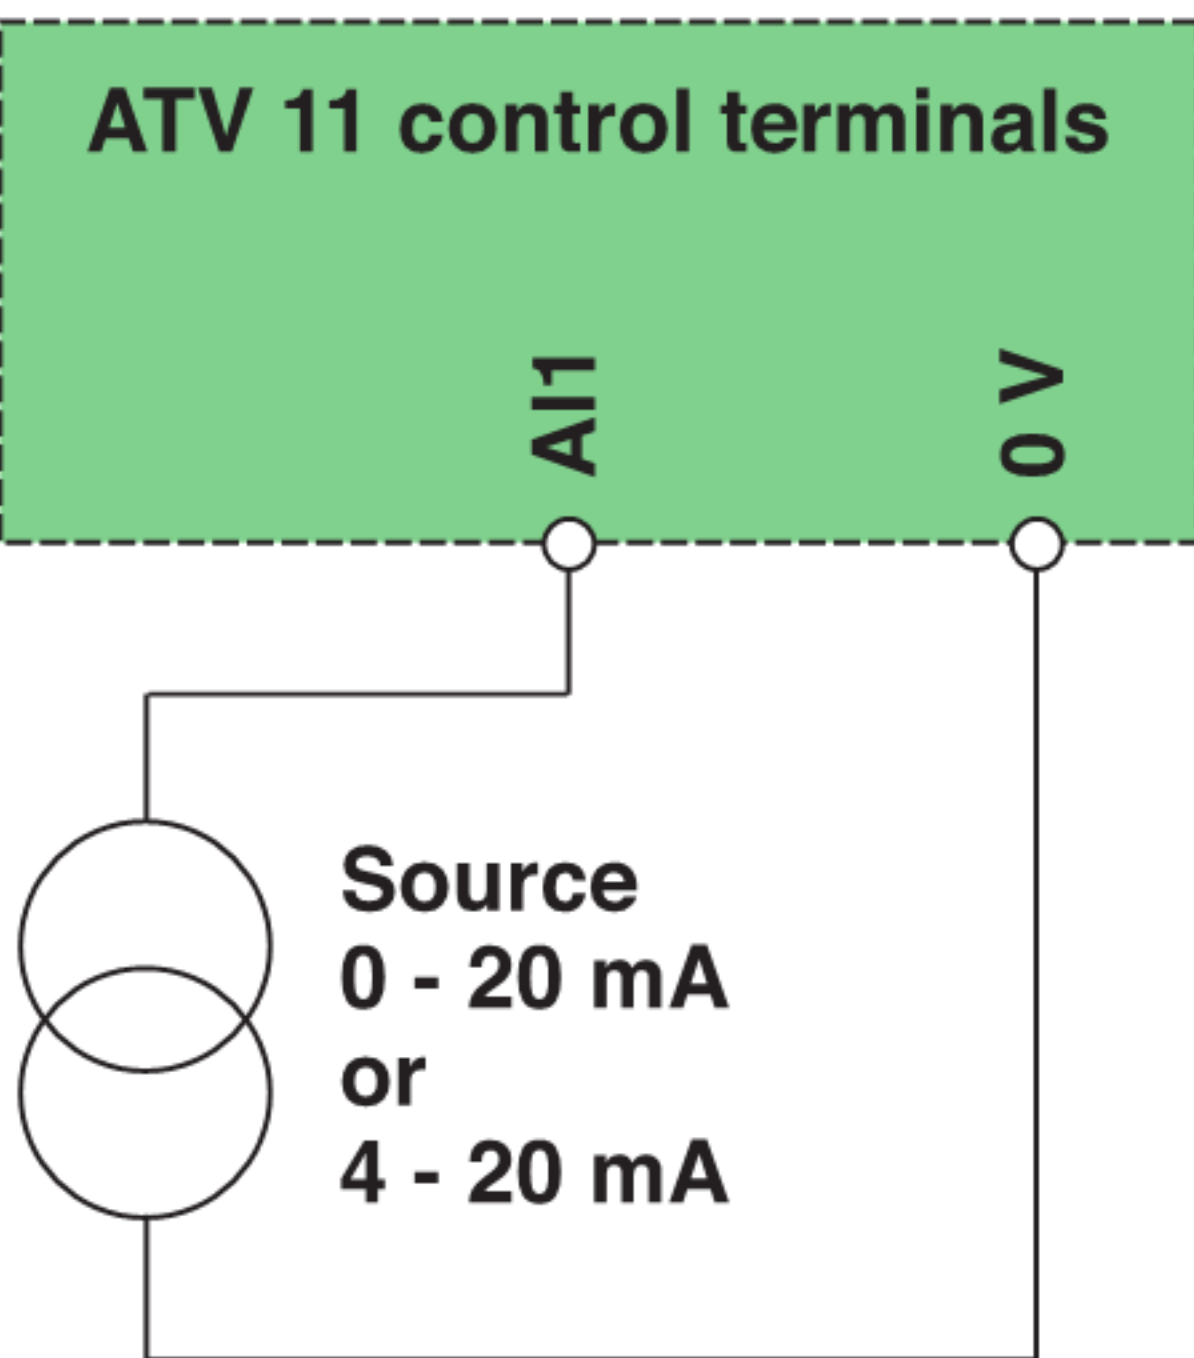 ATV 11 control terminals
AI1
0 V
Source
0 - 20 mA
or
4 - 20 mA